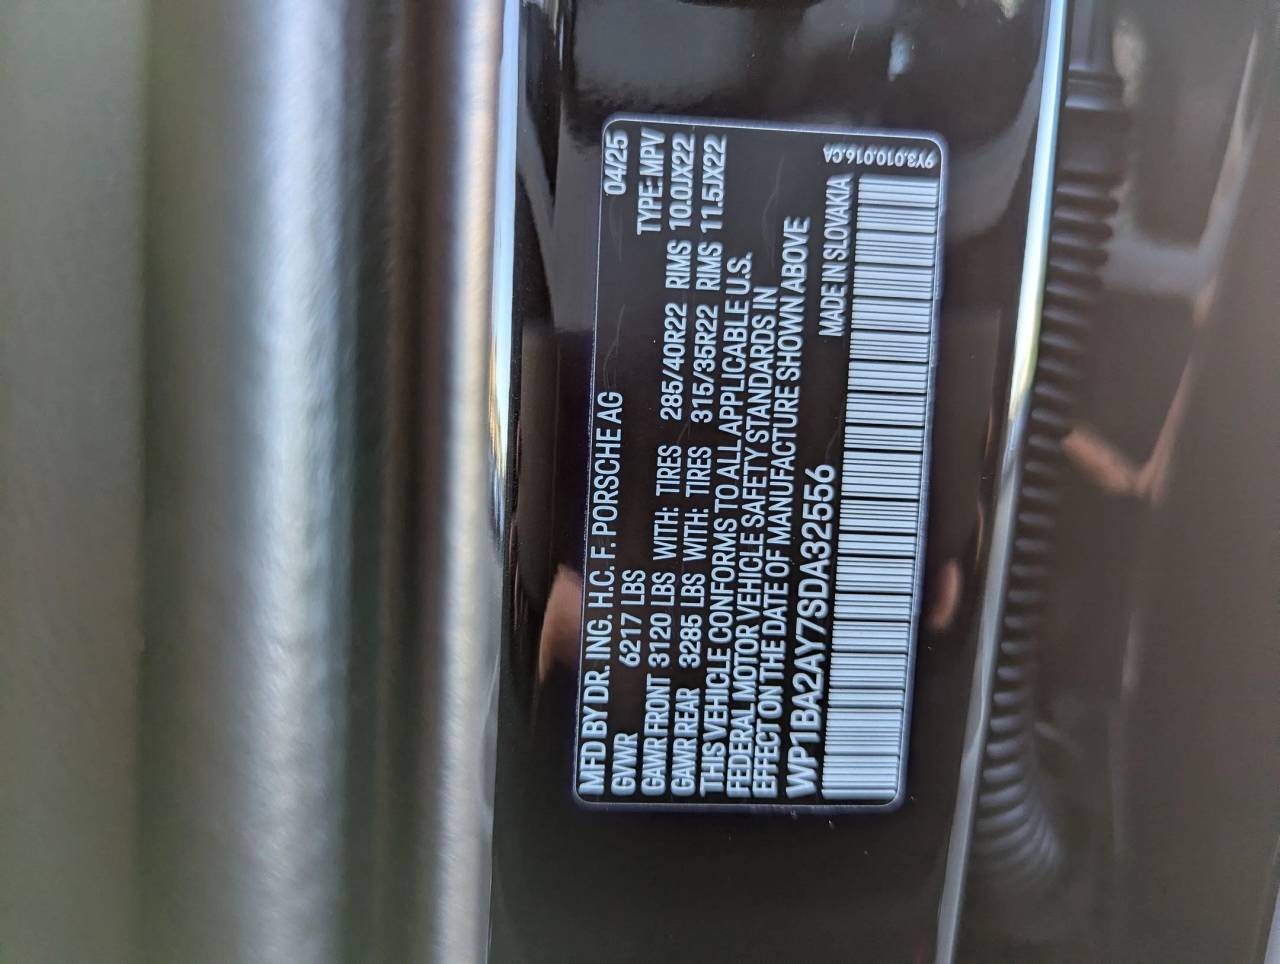 MFD BY DR. ING. H.C. F. PORSCHE AG 04/25
GVWR 6217 LBS TYPE: MPV
GAWR FRONT 3120 LBS WITH: TIRES 285/40R22 RIMS 10.0JX22
GAWR REAR 3285 LBS WITH: TIRES 315/35R22 RIMS 11.5JX22
THIS VEHICLE CONFORMS TO ALL APPLICABLE U.S.
FEDERAL MOTOR VEHICLE SAFETY STANDARDS IN
EFFECT ON THE DATE OF MANUFACTURE SHOWN ABOVE
WP1BA2AY7SDA32556 MADE IN SLOVAKIA
9Y3.010.016.CA